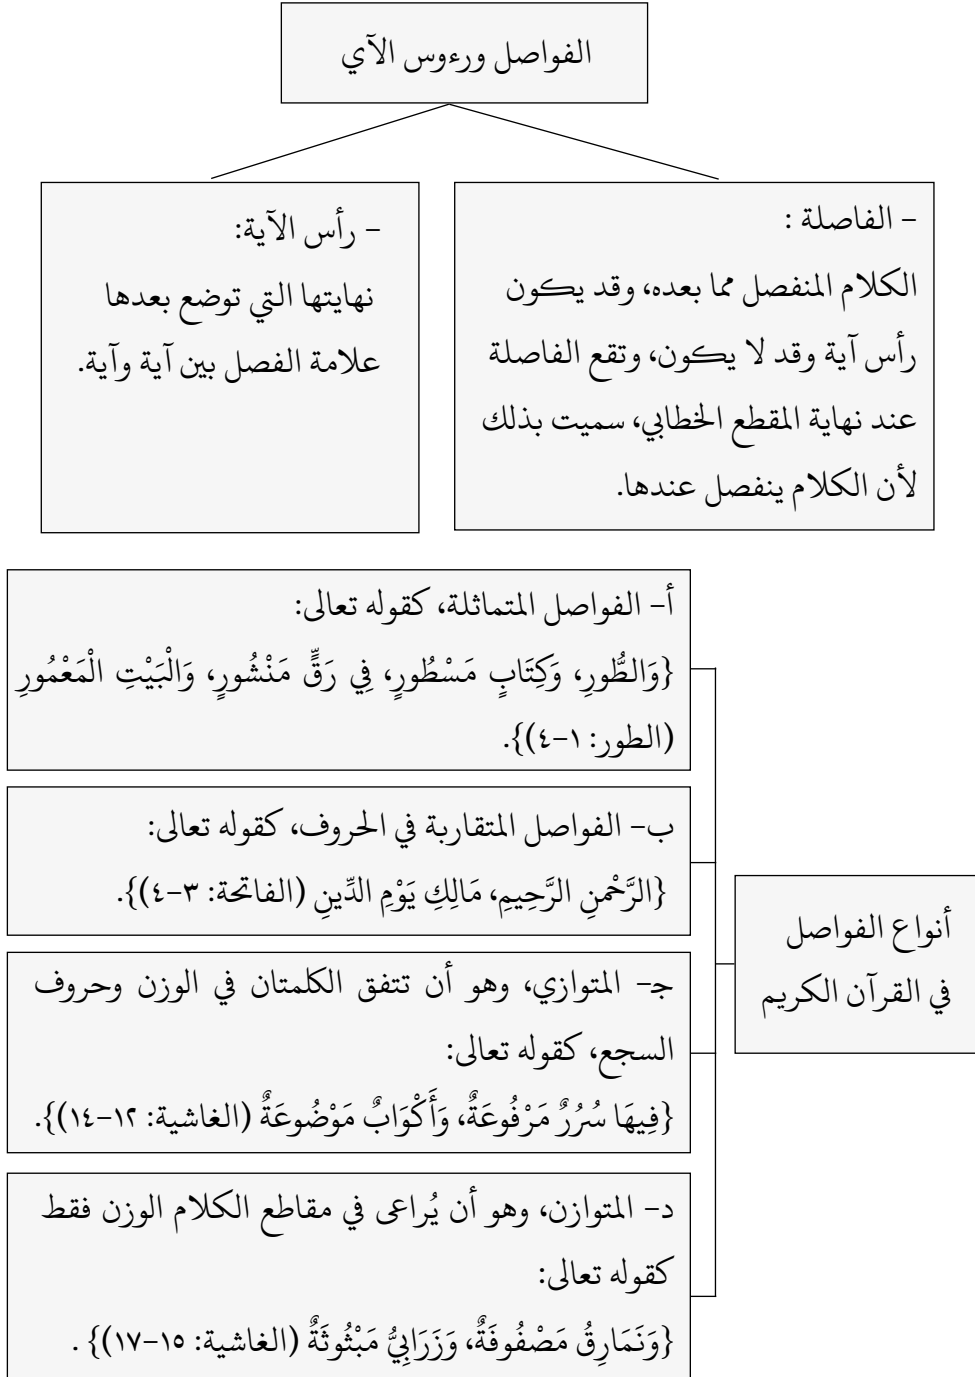 الفواصل ورءوس الآي
- الفاصلة :
الكلام المنفصل مما بعده، وقد يكون
رأس آية وقد لا يكون، وتقع الفاصلة
عند نهاية المقطع الخطابي، سميت بذلك
لأن الكلام ينفصل عندها.
- رأس الآية:
نهايتها التي توضع بعدها
علامة الفصل بين آية وآية.
أنواع الفواصل
في القرآن الكريم
أ- الفواصل المتماثلة، كقوله تعالى:
{وَالطُّورِ، وَكِتَابٍ مَسْطُورٍ، فِي رَقٍّ مَنْشُورٍ، وَالْبَيْتِ الْمَعْمُورِ
(الطور: ١-٤)}.
ب- الفواصل المتقاربة في الحروف، كقوله تعالى:
{الرَّحْمنِ الرَّحِيمِ، مَالِكِ يَوْمِ الدِّينِ (الفاتحة: ٣-٤)}.
جـ- المتوازي، وهو أن تتفق الكلمتان في الوزن وحروف
السجع، كقوله تعالى:
{فِيهَا سُرُرٌ مَرْفُوعَةٌ، وَأَكْوَابٌ مَوْضُوعَةٌ (الغاشية: ١٢-١٤)}.
د- المتوازن، وهو أن يُراعى في مقاطع الكلام الوزن فقط
كقوله تعالى:
{وَنَمَارِقُ مَصْفُوفَةٌ، وَزَرَابِيُّ مَبْثُوثَةٌ (الغاشية: ١٥-١٧)} .